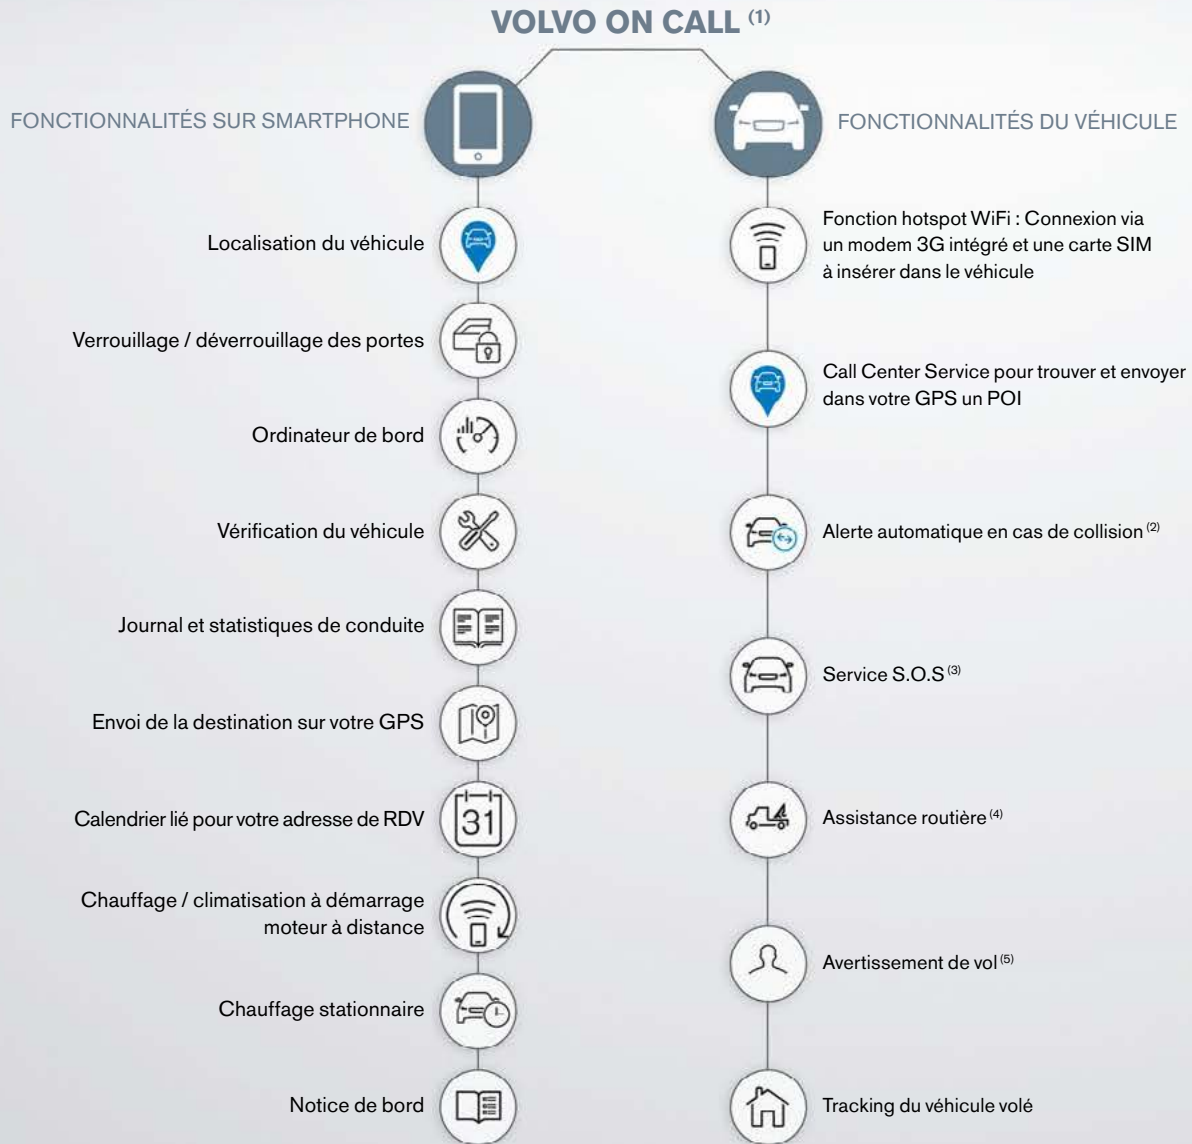 VOLVO ON CALL (1)
FONCTIONNALITÉS SUR SMARTPHONE
Localisation du véhicule
Verrouillage / déverrouillage des portes
Ordinateur de bord
Vérification du véhicule
Journal et statistiques de conduite
Envoi de la destination sur votre GPS
Calendrier lié pour votre adresse de RDV
31
Chauffage / climatisation à démarrage
moteur à distance
Chauffage stationnaire
Notice de bord
FONCTIONNALITÉS DU VÉHICULE
Fonction hotspot WiFi : Connexion via
un modem 3G intégré et une carte SIM
à insérer dans le véhicule
Call Center Service pour trouver et envoyer
dans votre GPS un POI
Alerte automatique en cas de collision (2)
Service S.O.S (3)
Assistance routière (4)
Avertissement de vol (5)
Tracking du véhicule volé